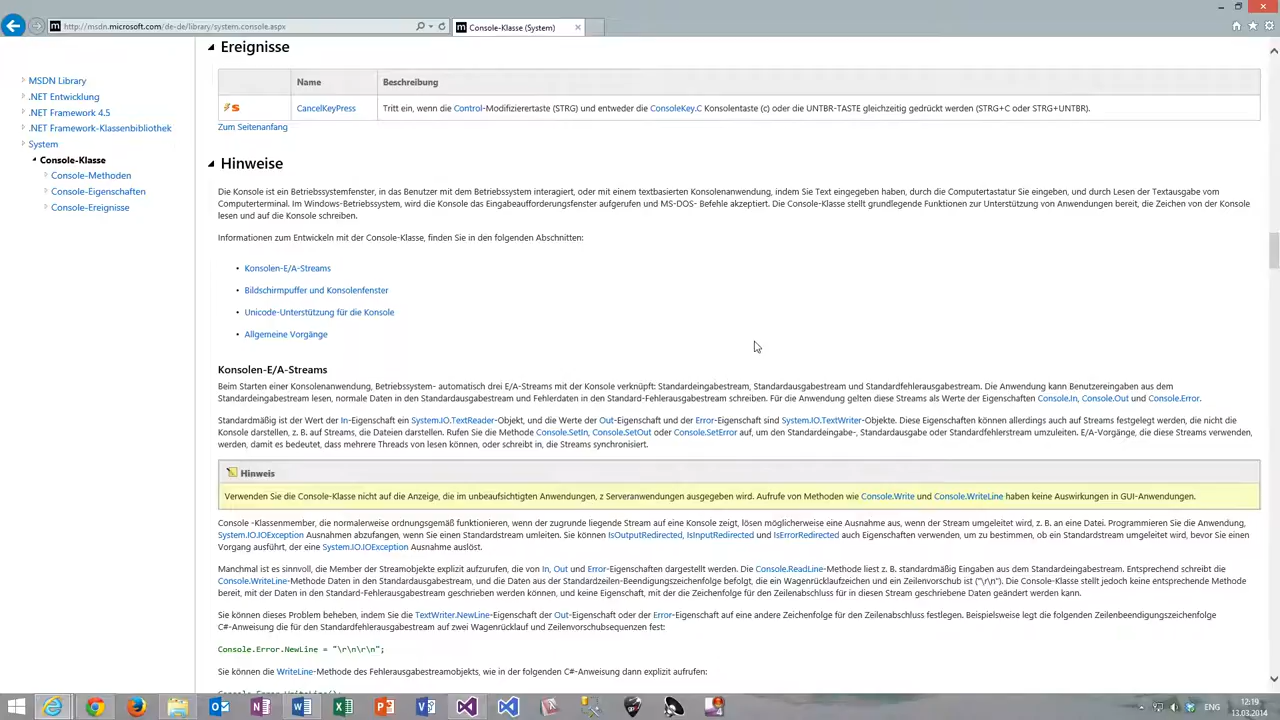 http://msdn.microsoft.com/de-de/library/system.console.aspx
Console-Klasse (System)
MSDN Library
.NET Entwicklung
.NET Framework 4.5
.NET Framework-Klassenbibliothek
System
Console-Klasse
Console-Methoden
Console-Eigenschaften
Console-Ereignisse
Ereignisse
Name Beschreibung
CancelKeyPress Tritt ein, wenn die Control-Modifizierertaste (STRG) und entweder die ConsoleKey.C Konsolentaste (c) oder die UNTBR-TASTE gleichzeitig gedrückt werden (STRG+C oder STRG+UNTBR).
Zum Seitenanfang
Hinweise
Die Konsole ist ein Betriebssystemfenster, in das Benutzer mit dem Betriebssystem interagiert, oder mit einem textbasierten Konsolenanwendung, indem Sie Text eingegeben haben, durch die Computertastatur Sie eingeben, und durch Lesen der Textausgabe vom
Computerterminal. Im Windows-Betriebssystem, wird die Konsole das Eingabeaufforderungsfenster aufgerufen und MS-DOS- Befehle akzeptiert. Die Console-Klasse stellt grundlegende Funktionen zur Unterstützung von Anwendungen bereit, die Zeichen von der Konsole
lesen und auf die Konsole schreiben.
Informationen zum Entwickeln mit der Console-Klasse, finden Sie in den folgenden Abschnitten:
• Konsolen-E/A-Streams
• Bildschirmpuffer und Konsolenfenster
• Unicode-Unterstützung für die Konsole
• Allgemeine Vorgänge
Konsolen-E/A-Streams
Beim Starten einer Konsolenanwendung, Betriebssystem- automatisch drei E/A-Streams mit der Konsole verknüpft: Standardeingabestream, Standardausgabestream und Standardfehlerausgabestream. Die Anwendung kann Benutzereingaben aus dem
Standardeingabestream lesen, normale Daten in den Standardausgabestream und Fehlerdaten in den Standard-Fehlerausgabestream schreiben. Für die Anwendung gelten diese Streams als Werte der Eigenschaften Console.In, Console.Out und Console.Error.
Standardmäßig ist der Wert der In-Eigenschaft ein System.IO.TextReader-Objekt, und die Werte der Out-Eigenschaft und der Error-Eigenschaft sind System.IO.TextWriter-Objekte. Diese Eigenschaften können allerdings auch auf Streams festgelegt werden, die nicht die
Konsole darstellen, z. B. auf Streams, die Dateien darstellen. Rufen Sie die Methode Console.SetIn, Console.SetOut oder Console.SetError auf, um den Standardeingabe-, Standardausgabe oder Standardfehlerstream umzuleiten. E/A-Vorgänge, die diese Streams verwenden,
werden, damit es bedeutet, dass mehrere Threads von lesen können, oder schreibt in, die Streams synchronisiert.
Hinweis
Verwenden Sie die Console-Klasse nicht auf die Anzeige, die im unbeaufsichtigten Anwendungen, z Serveranwendungen ausgegeben wird. Aufrufe von Methoden wie Console.Write und Console.WriteLine haben keine Auswirkungen in GUI-Anwendungen.
Console -Klassenmember, die normalerweise ordnungsgemäß funktionieren, wenn der zugrunde liegende Stream auf eine Konsole zeigt, lösen möglicherweise eine Ausnahme aus, wenn der Stream umgeleitet wird, z. B. an eine Datei. Programmieren Sie die Anwendung,
System.IO.IOException Ausnahmen abzufangen, wenn Sie einen Standardstream umleiten. Sie können IsOutputRedirected, IsInputRedirected und IsErrorRedirected auch Eigenschaften verwenden, um zu bestimmen, ob ein Standardstream umgeleitet wird, bevor Sie einen
Vorgang ausführt, der eine System.IO.IOException Ausnahme auslöst.
Manchmal ist es sinnvoll, die Member der Streamobjekte explizit aufzurufen, die von In, Out und Error-Eigenschaften dargestellt werden. Die Console.ReadLine-Methode liest z. B. standardmäßig Eingaben aus dem Standardeingabestream. Entsprechend schreibt die
Console.WriteLine-Methode Daten in den Standardausgabestream, und die Daten aus der Standardzeilen-Beendigungszeichenfolge befolgt, die ein Wagenrücklaufzeichen und ein Zeilenvorschub ist ("\r\n"). Die Console-Klasse stellt jedoch keine entsprechende Methode
bereit, mit der Daten in den Standard-Fehlerausgabestream geschrieben werden können, und keine Eigenschaft, mit der die Zeichenfolge für den Zeilenabschluss für in diesen Stream geschriebene Daten geändert werden kann.
Sie können dieses Problem beheben, indem Sie die TextWriter.NewLine-Eigenschaft der Out-Eigenschaft oder der Error-Eigenschaft auf eine andere Zeichenfolge für den Zeilenabschluss festlegen. Beispielsweise legt die folgenden Zeilenbeendigungszeichenfolge
C#-Anweisung die für den Standardfehlerausgabestream auf zwei Wagenrücklauf und Zeilenvorschubsequenzen fest:
Console.Error.NewLine = "\r\n\r\n";
Sie können die WriteLine-Methode des Fehlerausgabestreamobjekts, wie in der folgenden C#-Anweisung dann explizit aufrufen:
ENG
12:19
13.03.2014